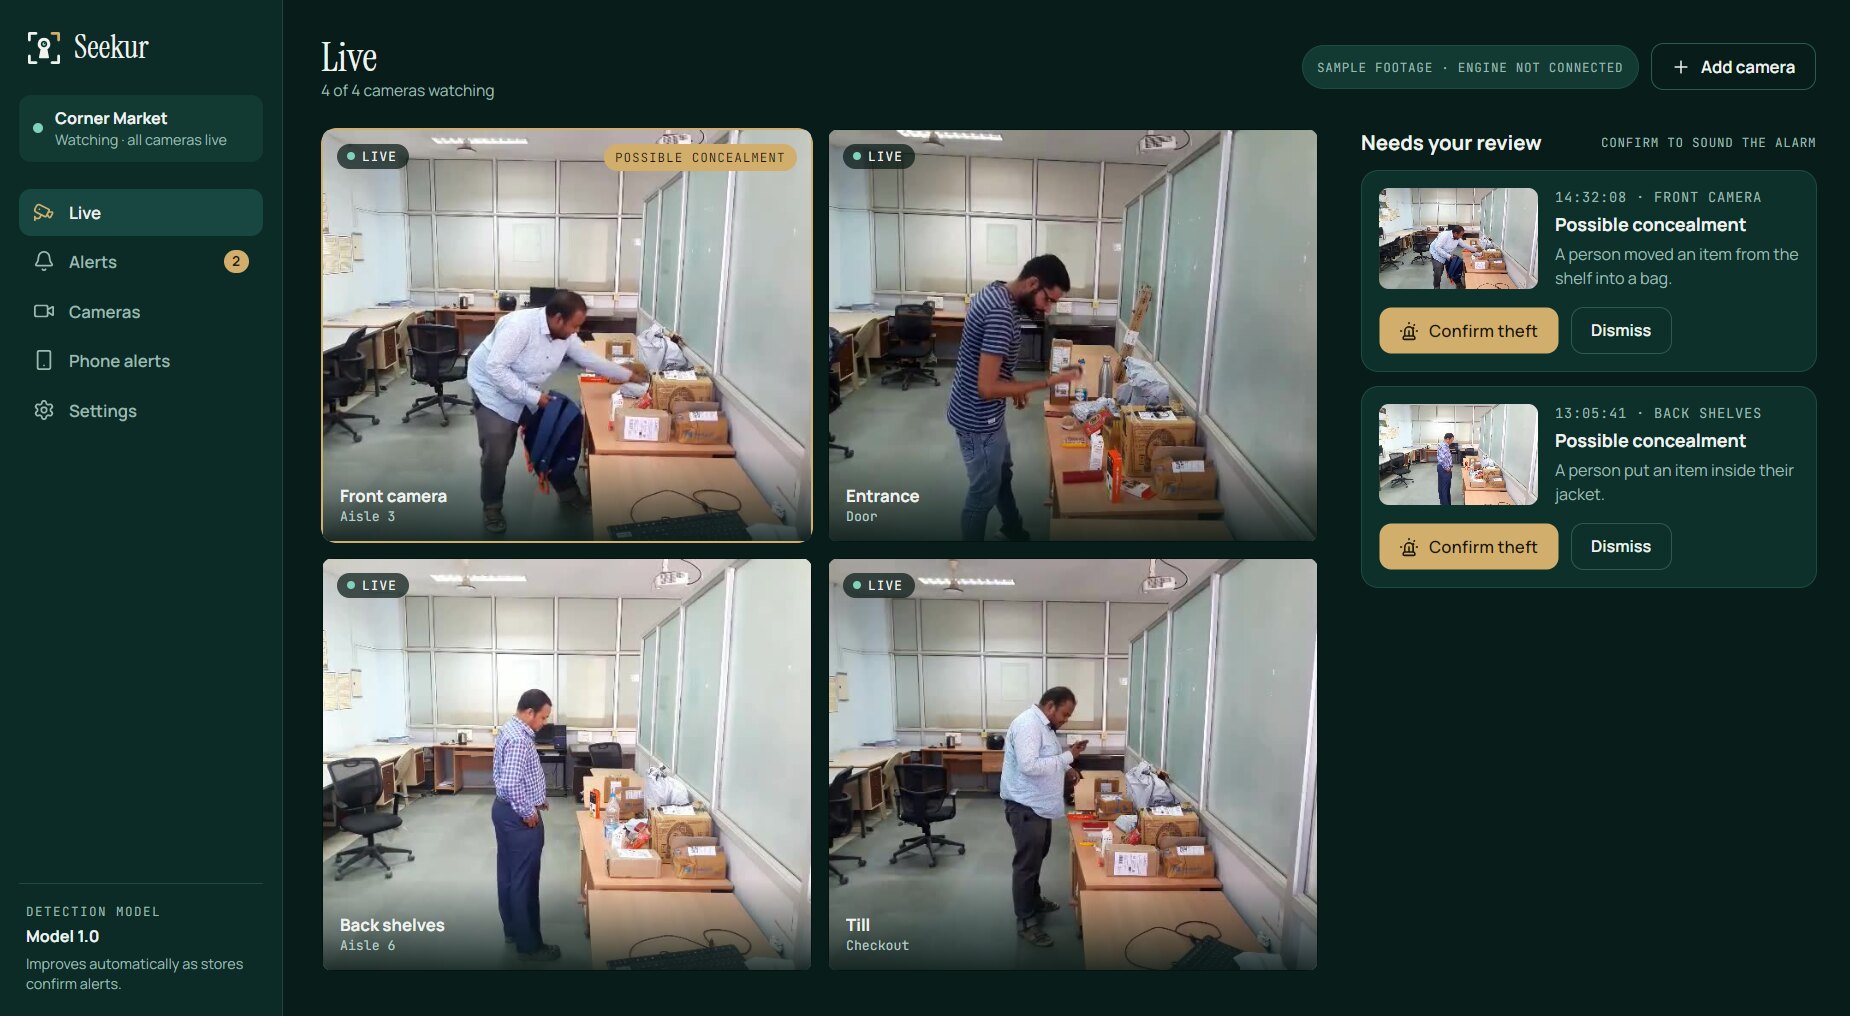 Seekur
Corner Market
Watching · all cameras live
Live
Alerts
2
Cameras
Phone alerts
Settings
DETECTION MODEL
Model 1.0
Improves automatically as stores
confirm alerts.
Live
4 of 4 cameras watching
SAMPLE FOOTAGE · ENGINE NOT CONNECTED
+ Add camera
LIVE
POSSIBLE CONCEALMENT
Front camera
Aisle 3
LIVE
Entrance
Door
LIVE
Back shelves
Aisle 6
LIVE
Till
Checkout
Needs your review
CONFIRM TO SOUND THE ALARM
14:32:08 · FRONT CAMERA
Possible concealment
A person moved an item from the
shelf into a bag.
Confirm theft
Dismiss
13:05:41 · BACK SHELVES
Possible concealment
A person put an item inside their
jacket.
Confirm theft
Dismiss